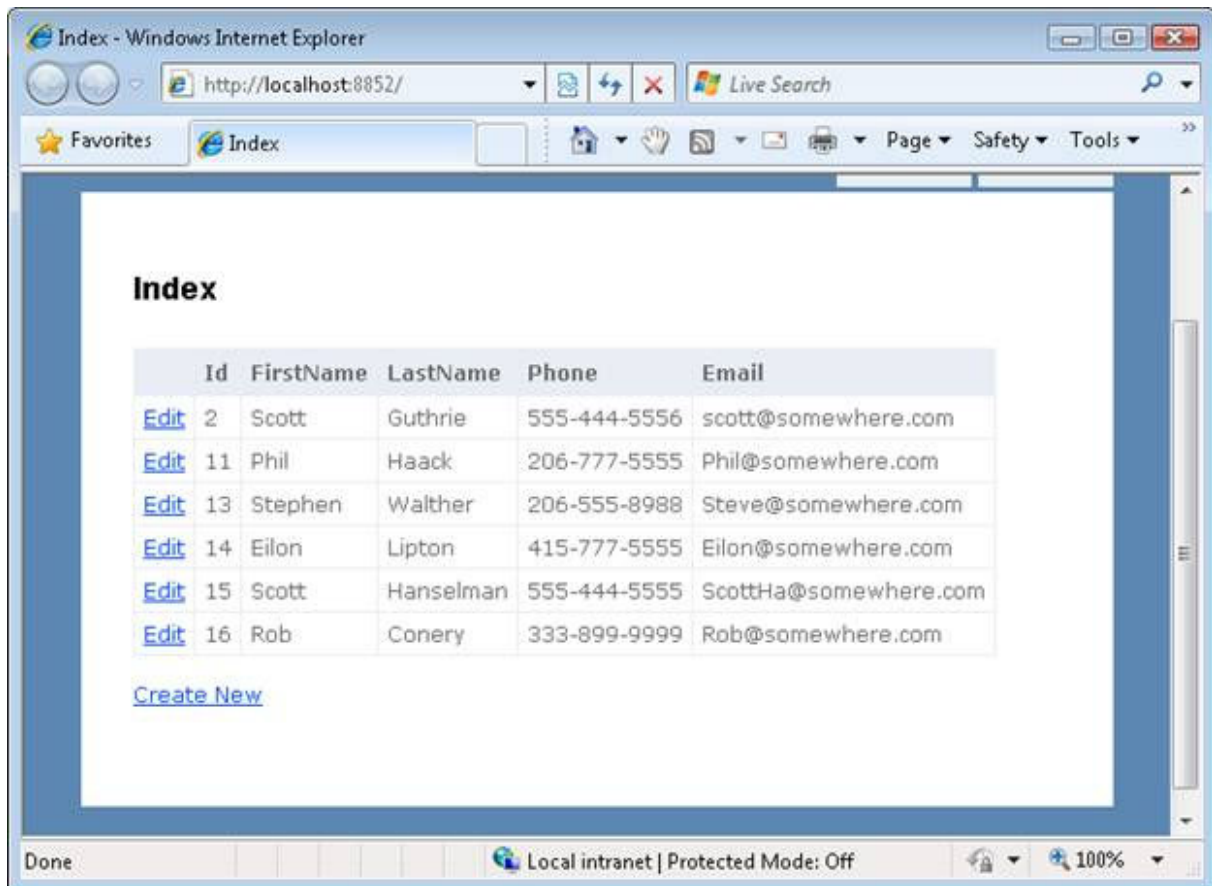 Index - Windows Internet Explorer
http://localhost:8852/ Live Search
Favorites Index Page Safety Tools
Index
Id FirstName LastName Phone Email
Edit 2 Scott Guthrie 555-444-5556 scott@somewhere.com
Edit 11 Phil Haack 206-777-5555 Phil@somewhere.com
Edit 13 Stephen Walther 206-555-8988 Steve@somewhere.com
Edit 14 Eilon Lipton 415-777-5555 Eilon@somewhere.com
Edit 15 Scott Hanselman 555-444-5555 ScottHa@somewhere.com
Edit 16 Rob Conery 333-899-9999 Rob@somewhere.com
Create New
Done Local intranet | Protected Mode: Off 100%